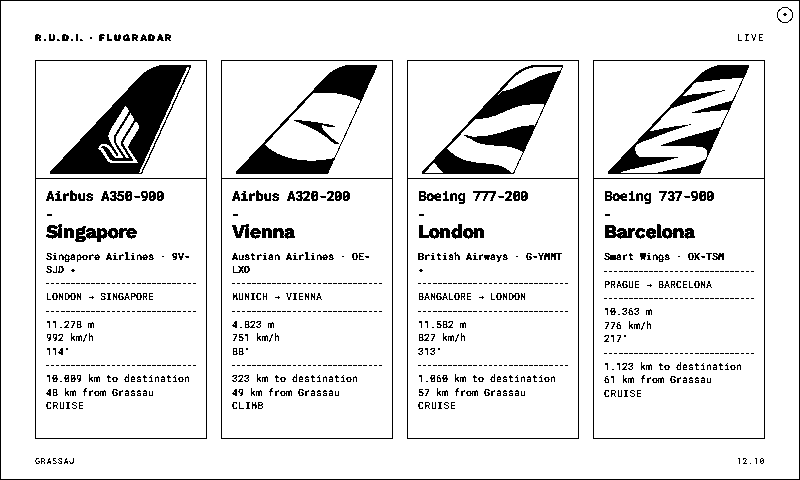 R.U.D.I. · FLUGRADAR
LIVE
Airbus A350-900
-
Singapore
Singapore Airlines · 9V-
SJD ✦
LONDON → SINGAPORE
11.278 m
992 km/h
114°
10.009 km to destination
48 km from Grassau
CRUISE
Airbus A320-200
-
Vienna
Austrian Airlines · OE-
LXD
MUNICH → VIENNA
4.823 m
751 km/h
88°
323 km to destination
49 km from Grassau
CLIMB
Boeing 777-200
-
London
British Airways · G-YMMT
✦
BANGALORE → LONDON
11.582 m
827 km/h
313°
1.060 km to destination
57 km from Grassau
CRUISE
Boeing 737-900
-
Barcelona
Smart Wings · OK-TSM
PRAGUE → BARCELONA
10.363 m
776 km/h
217°
1.123 km to destination
61 km from Grassau
CRUISE
GRASSAU
12.10